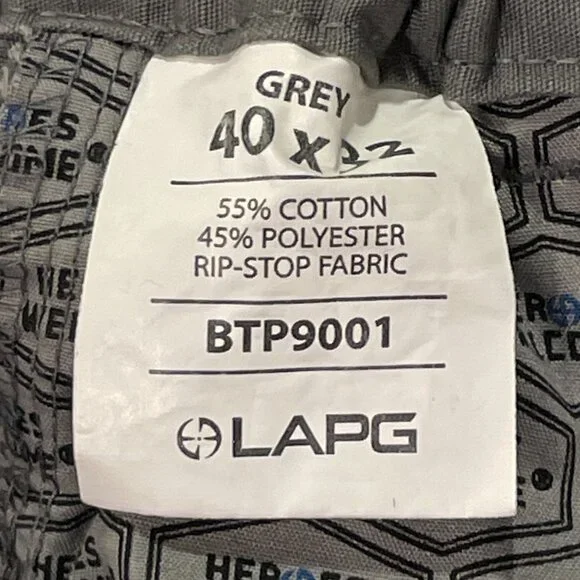 GREY
40 x 32
55% COTTON
45% POLYESTER
RIP-STOP FABRIC
BTP9001
LAPG